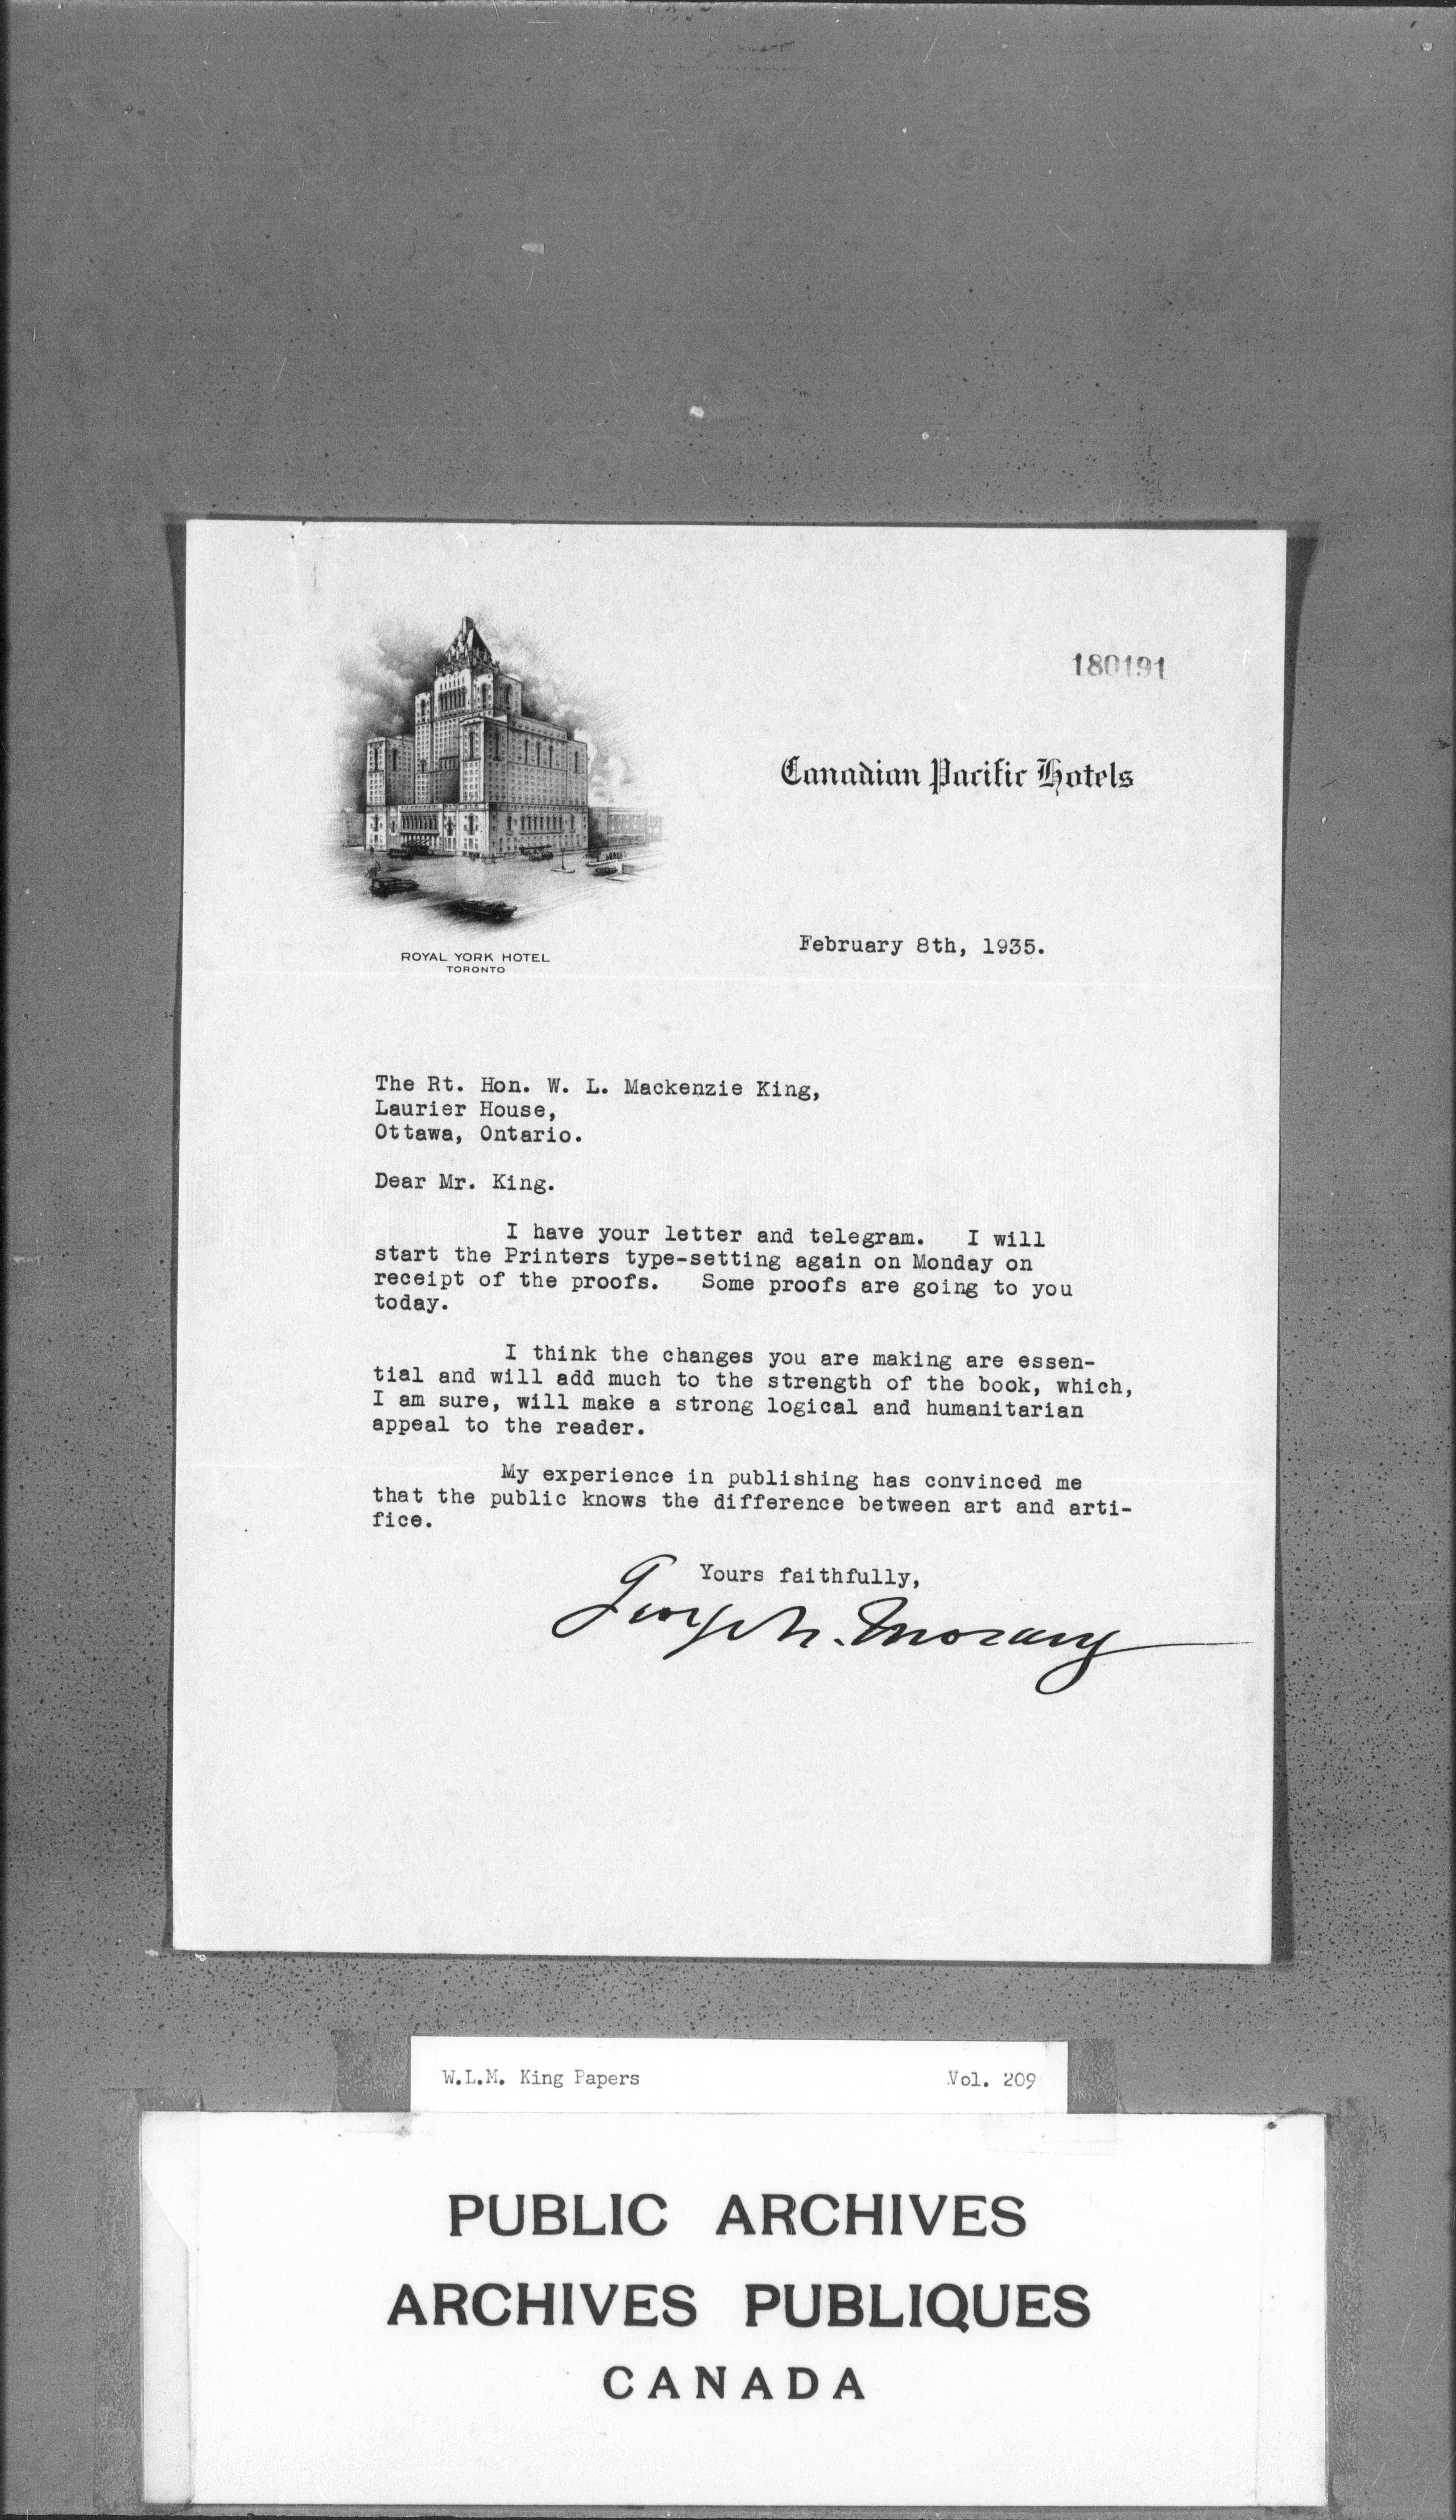 180191
Canadian Pacific Hotels
ROYAL YORK HOTEL
TORONTO
February 8th, 1935.
The Rt. Hon. W. L. Mackenzie King,
Laurier House,
Ottawa, Ontario.
Dear Mr. King.
I have your letter and telegram. I will
start the Printers type-setting again on Monday on
receipt of the proofs. Some proofs are going to you
today.
I think the changes you are making are essen-
tial and will add much to the strength of the book, which,
I am sure, will make a strong logical and humanitarian
appeal to the reader.
My experience in publishing has convinced me
that the public knows the difference between art and arti-
fice.
Yours faithfully,
George N. Morang
W.L.M. King Papers Vol. 209
PUBLIC ARCHIVES
ARCHIVES PUBLIQUES
CANADA